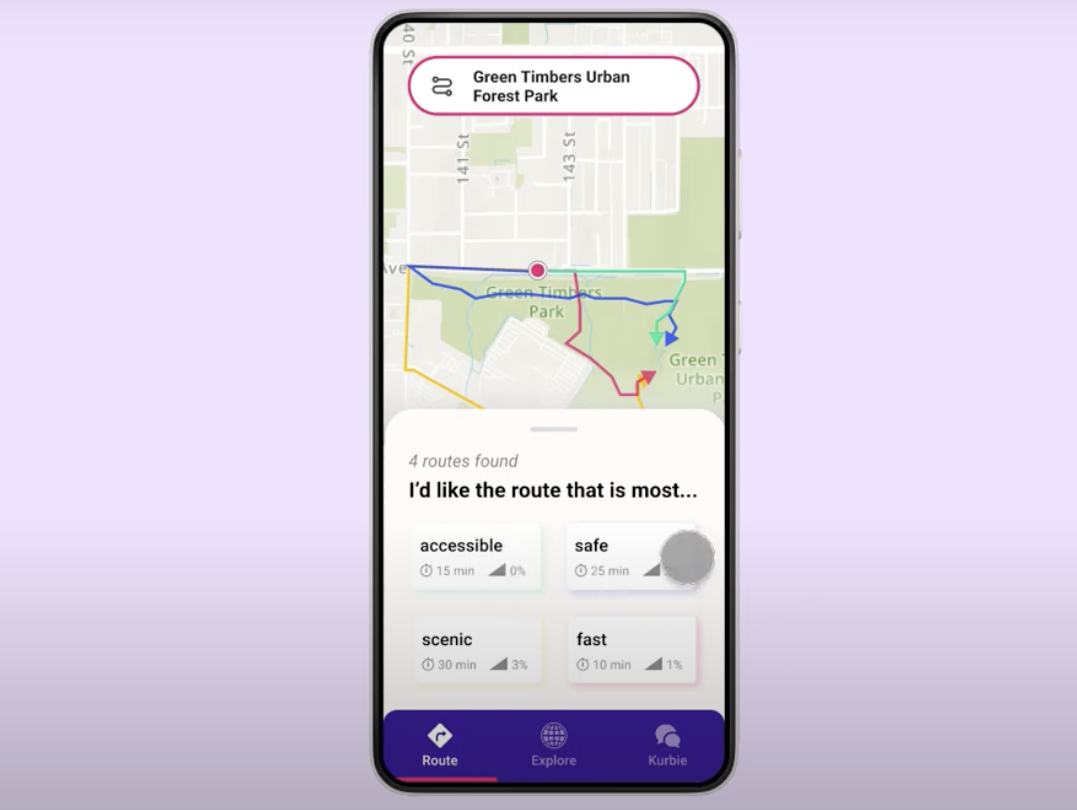 40 St
Green Timbers Urban
Forest Park
141 St
143 St
Ave
Green Timbers
Park
Green
Urban
P
4 routes found
I'd like the route that is most...
accessible
15 min 0%
safe
25 min
scenic
30 min 3%
fast
10 min 1%
Route
Explore
Kurbie